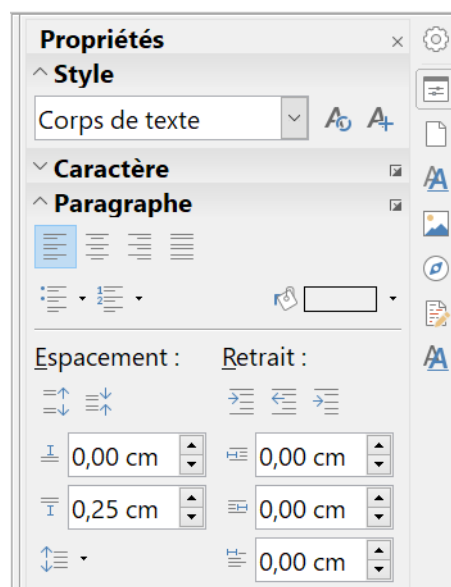 Propriétés
Style
Corps de texte
Caractère
Paragraphe
Espacement : Retrait :
0,00 cm 0,00 cm
0,25 cm 0,00 cm
0,00 cm